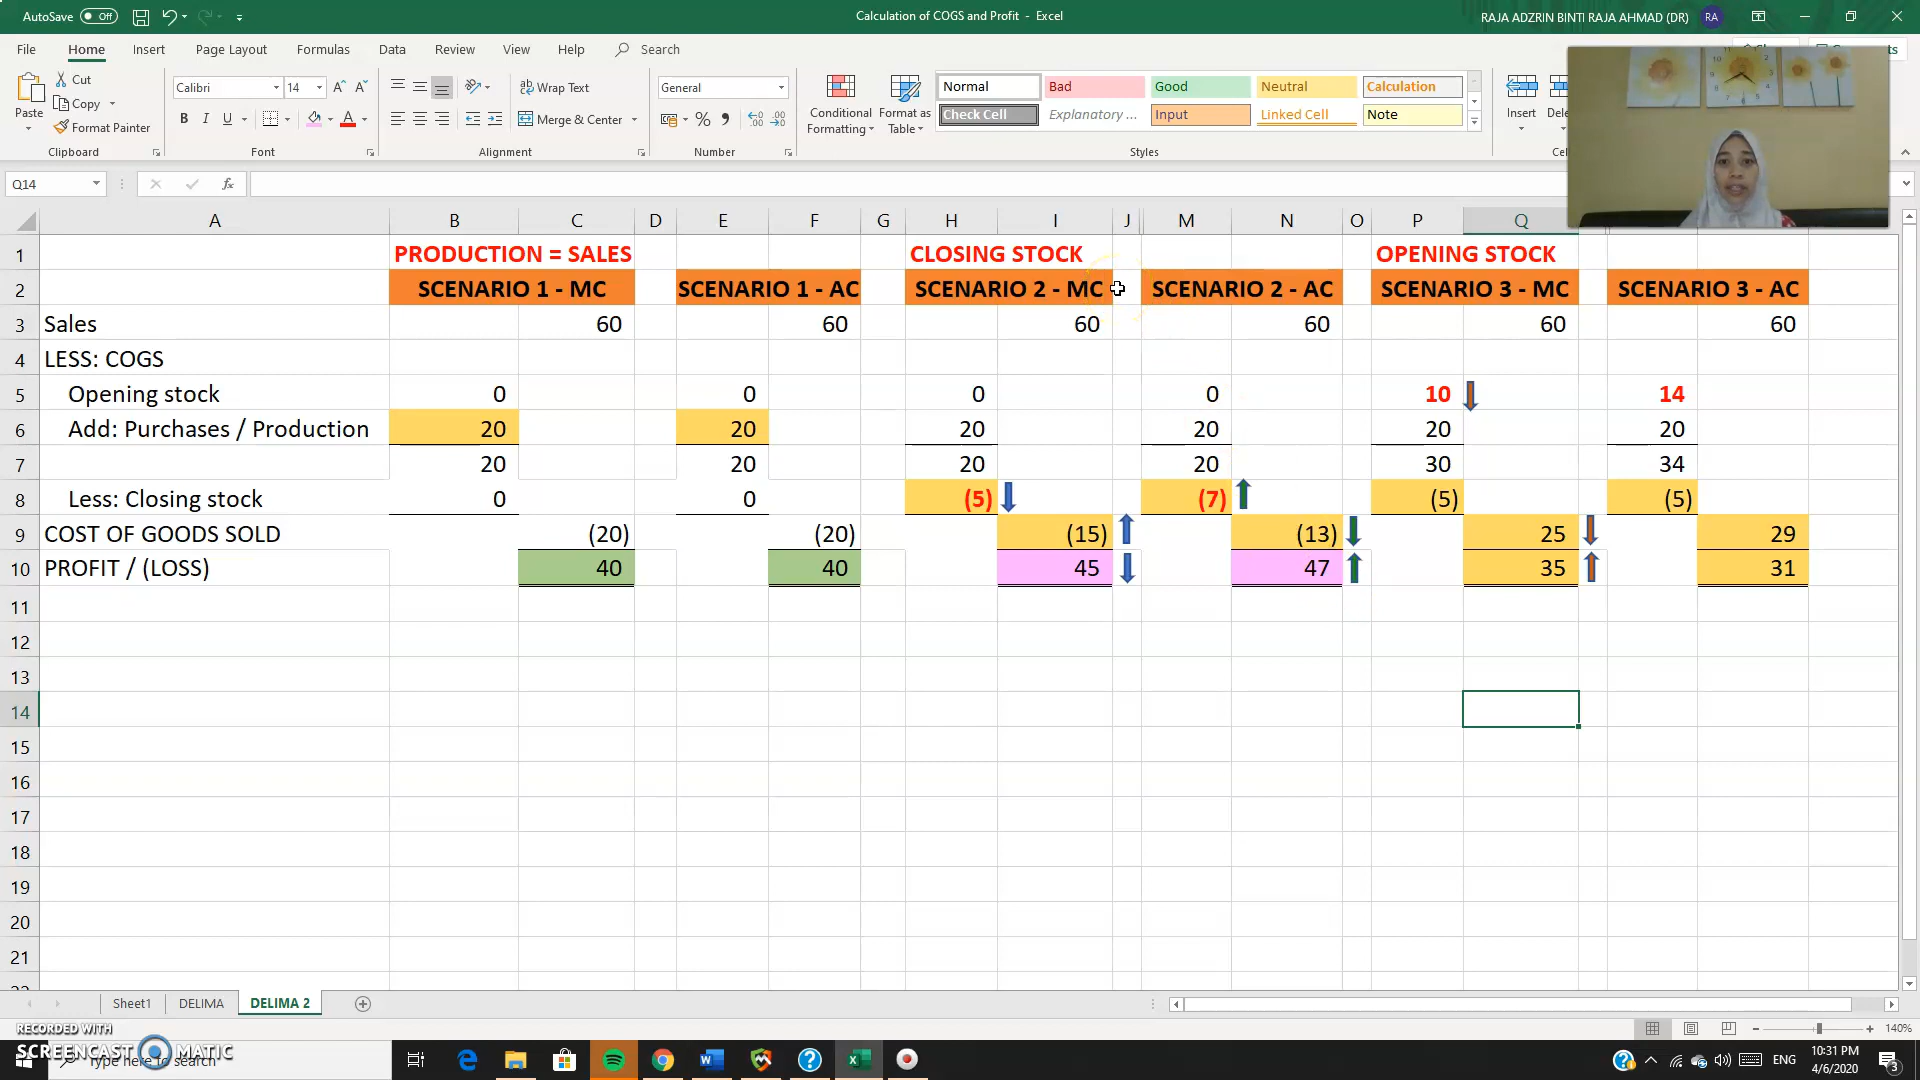 AutoSave Off
Calculation of COGS and Profit - Excel
RAJA ADZRIN BINTI RAJA AHMAD (DR) RA
File Home Insert Page Layout Formulas Data Review View Help Search
Paste Cut Copy Format Painter
Calibri 14
B I U
Wrap Text
Merge & Center
General
Conditional Formatting
Format as Table
Normal Bad Good Neutral Calculation
Check Cell Explanatory ... Input Linked Cell Note
Insert
Clipboard Font Alignment Number Styles
Q14 fx
A B C D E F G H I J M N O P Q
1 PRODUCTION = SALES CLOSING STOCK OPENING STOCK
2 SCENARIO 1 - MC SCENARIO 1 - AC SCENARIO 2 - MC SCENARIO 2 - AC SCENARIO 3 - MC SCENARIO 3 - AC
3 Sales 60 60 60 60 60 60
4 LESS: COGS
5 Opening stock 0 0 0 0 10 14
6 Add: Purchases / Production 20 20 20 20 20 20
7 20 20 20 20 30 34
8 Less: Closing stock 0 0 (5) (7) (5) (5)
9 COST OF GOODS SOLD (20) (20) (15) (13) 25 29
10 PROFIT / (LOSS) 40 40 45 47 35 31
11
12
13
14
15
16
17
18
19
20
21
Sheet1 DELIMA DELIMA 2
140%
RECORDED WITH
SCREENCAST MATIC
Type here to search
ENG
10:31 PM
4/6/2020
3